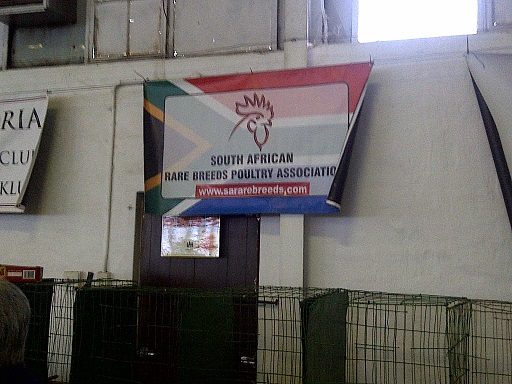 RIA
CLU
KLU
SOUTH AFRICAN
RARE BREEDS POULTRY ASSOCIATIO
www.sararebreeds.com